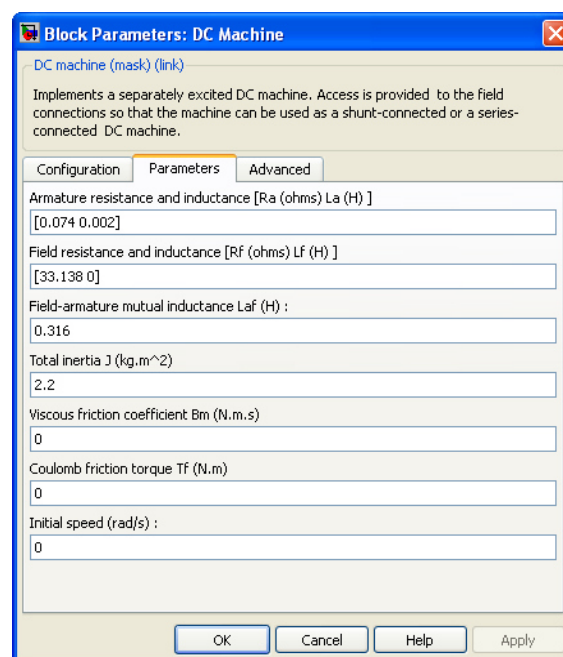 Block Parameters: DC Machine
DC machine (mask) (link)
Implements a separately excited DC machine. Access is provided to the field
connections so that the machine can be used as a shunt-connected or a series-
connected DC machine.
Configuration Parameters Advanced
Armature resistance and inductance [Ra (ohms) La (H) ]
[0.074 0.002]
Field resistance and inductance [Rf (ohms) Lf (H) ]
[33.138 0]
Field-armature mutual inductance Laf (H) :
0.316
Total inertia J (kg.m^2)
2.2
Viscous friction coefficient Bm (N.m.s)
0
Coulomb friction torque Tf (N.m)
0
Initial speed (rad/s) :
0
OK Cancel Help Apply